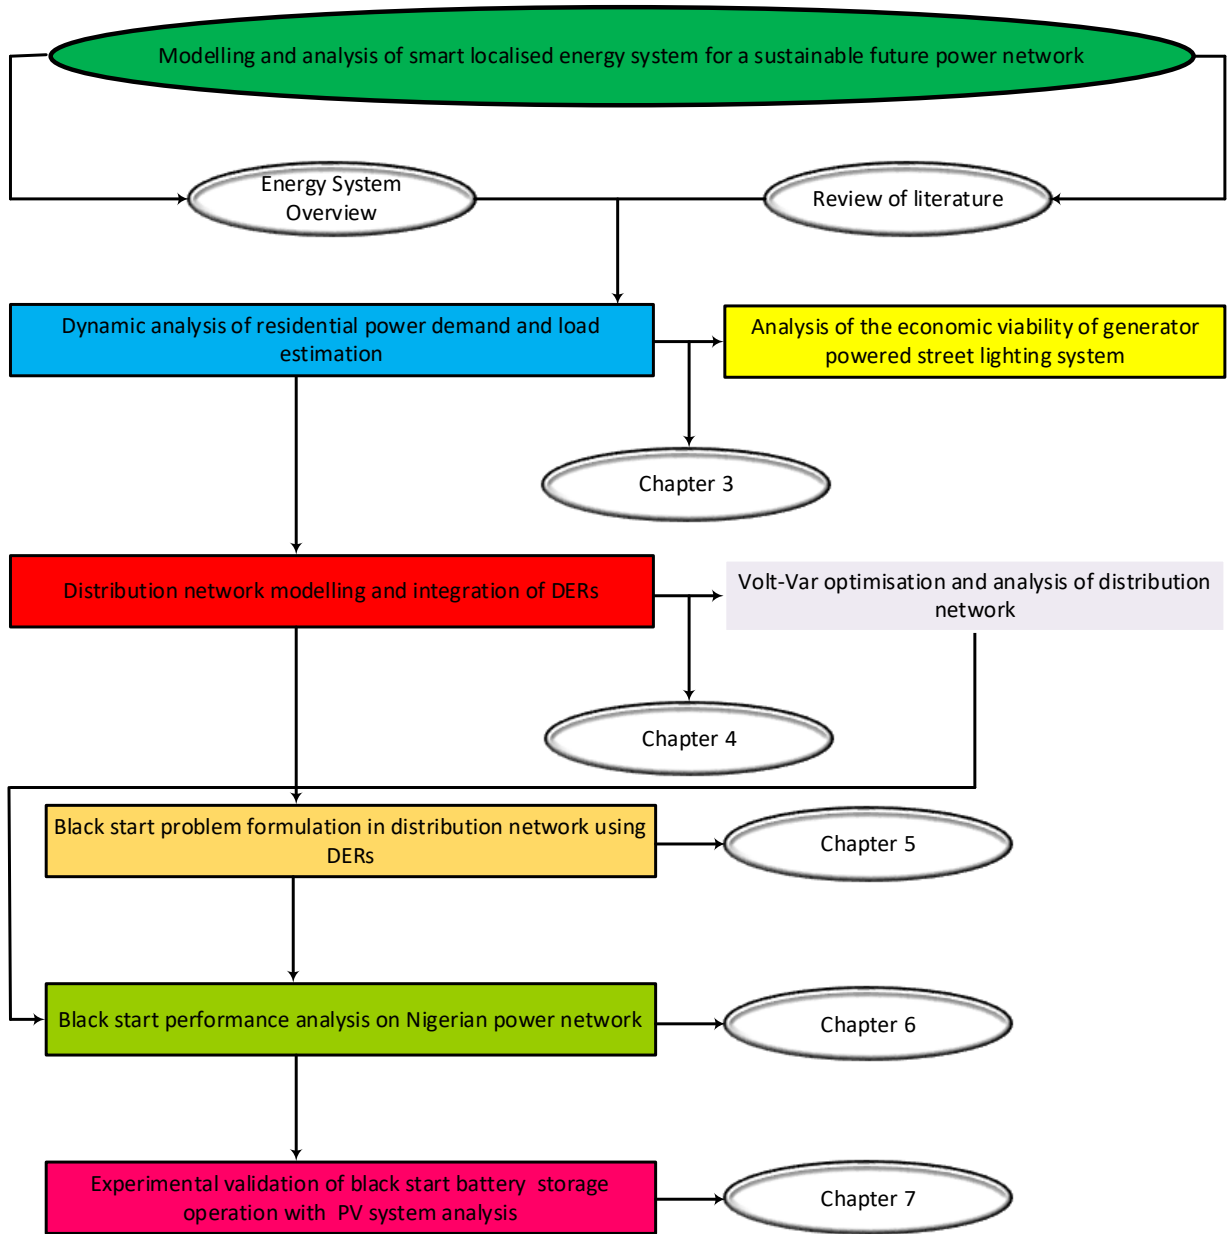 Modelling and analysis of smart localised energy system for a sustainable future power network
Energy System
Overview
Review of literature
Dynamic analysis of residential power demand and load
estimation
Analysis of the economic viability of generator
powered street lighting system
Chapter 3
Distribution network modelling and integration of DERs
Volt-Var optimisation and analysis of distribution
network
Chapter 4
Black start problem formulation in distribution network using
DERs
Chapter 5
Black start performance analysis on Nigerian power network
Chapter 6
Experimental validation of black start battery  storage
operation with  PV system analysis
Chapter 7